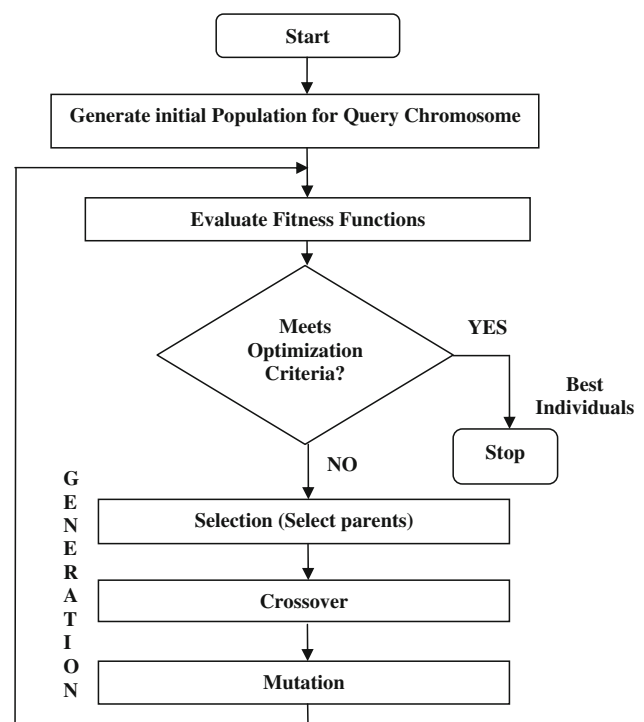 Start
Generate initial Population for Query Chromosome
Evaluate Fitness Functions
Meets
Optimization
Criteria?
YES
Best
Individuals
Stop
NO
GENERATION
Selection (Select parents)
Crossover
Mutation